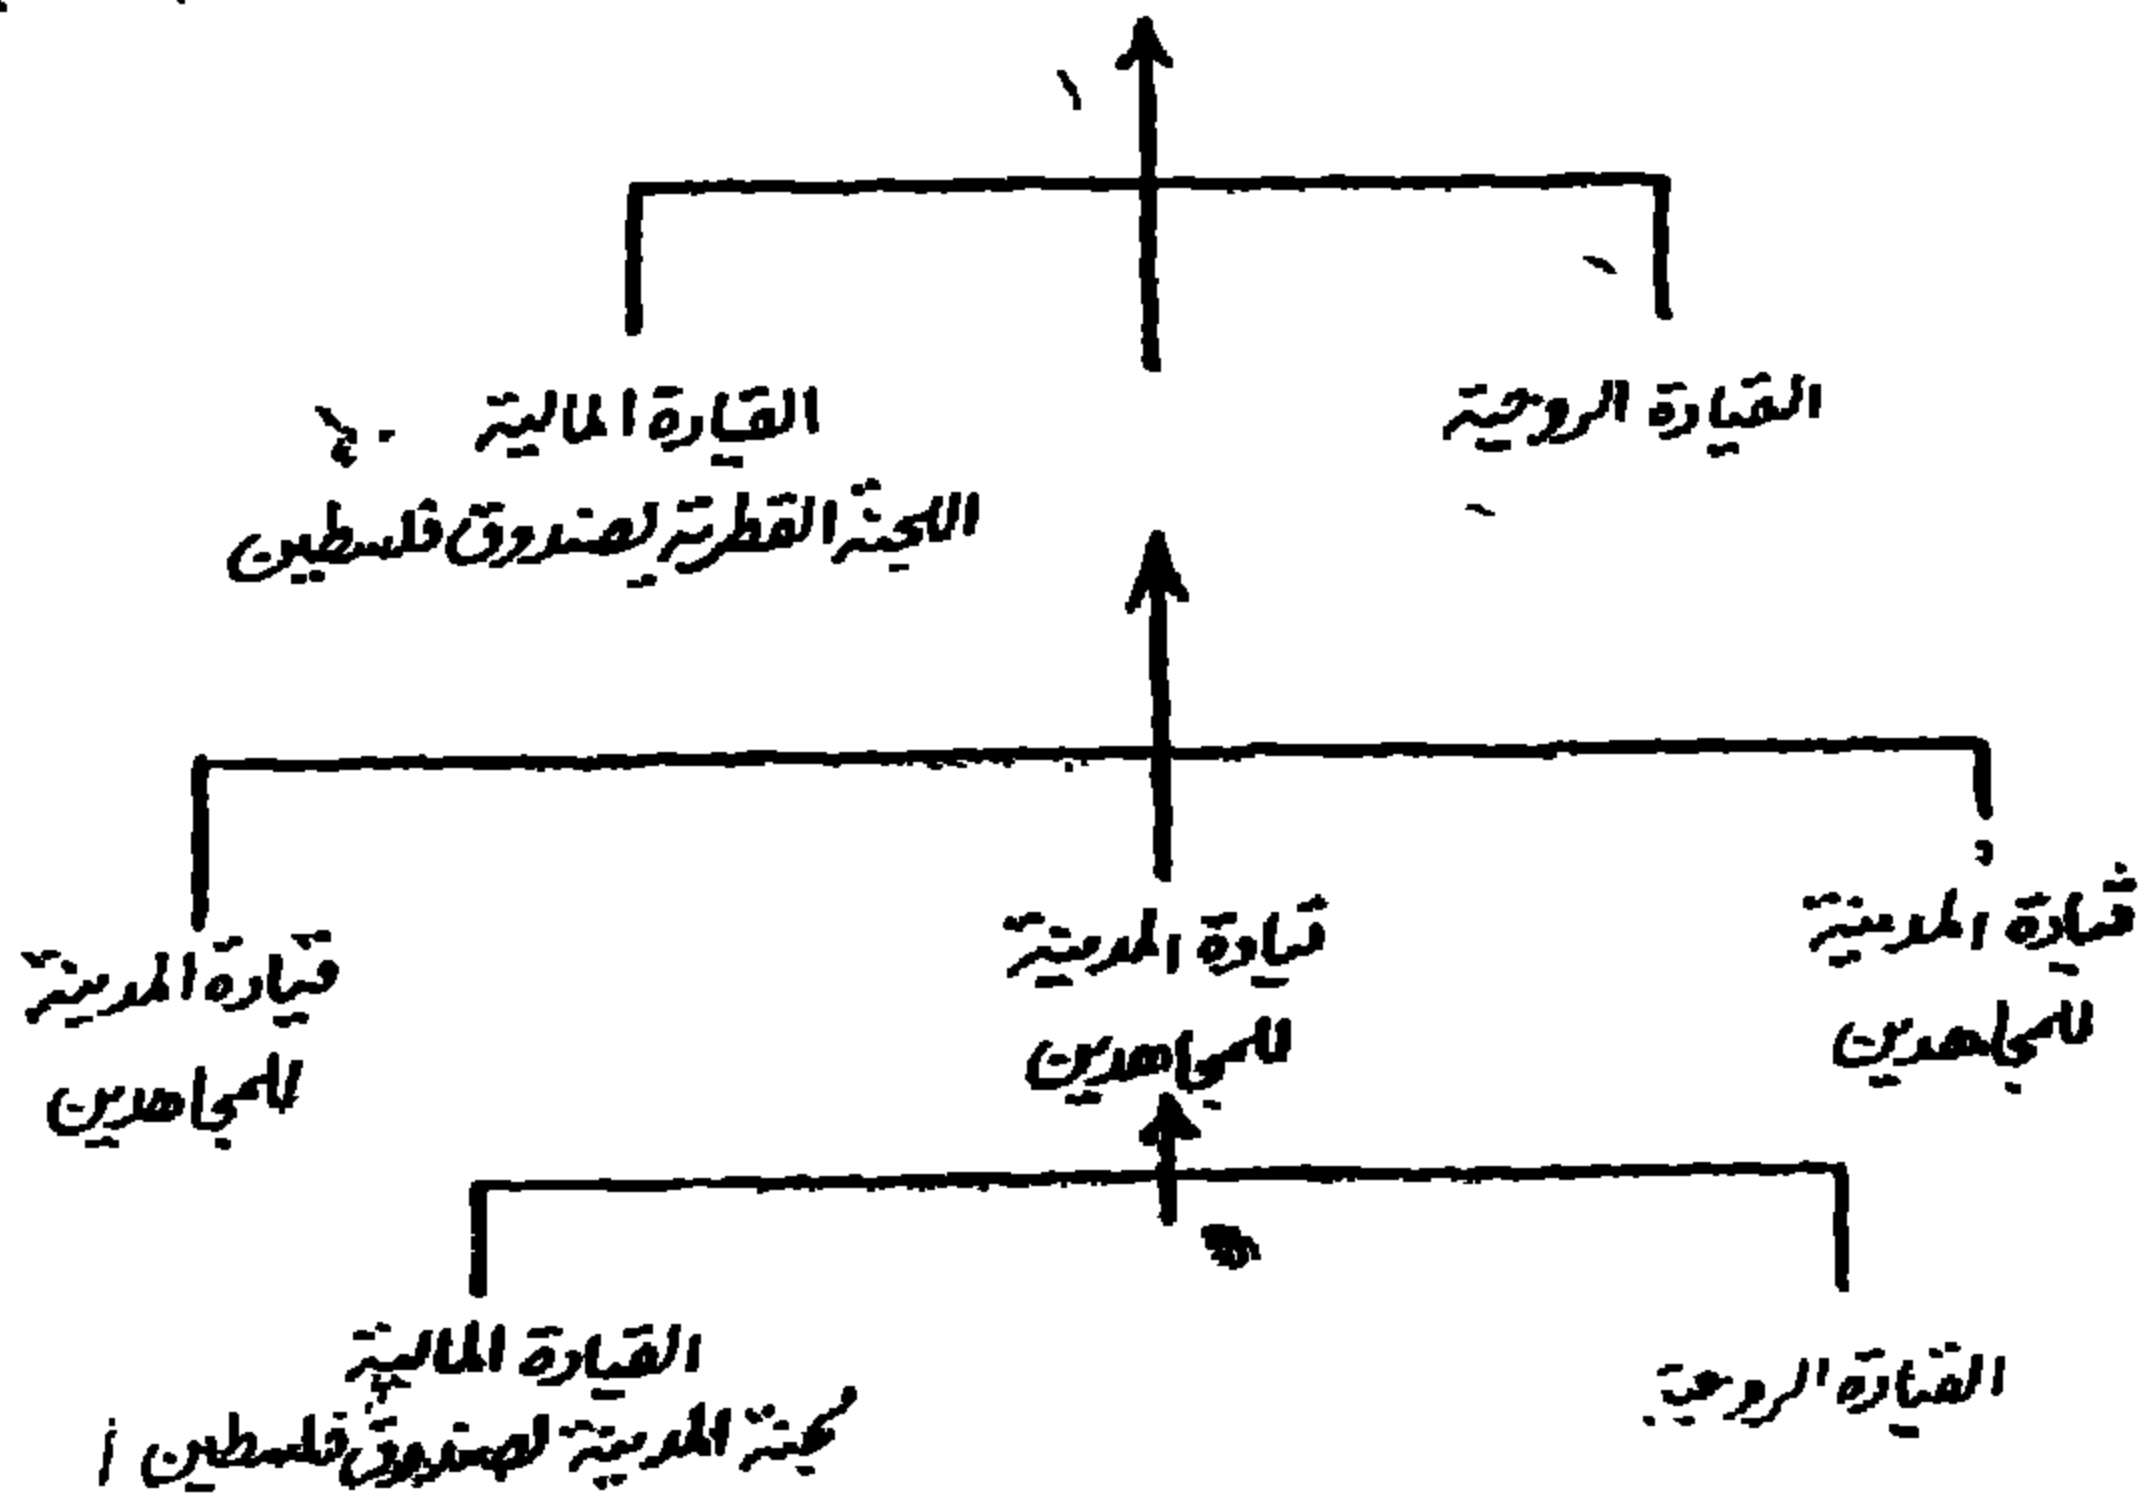 القيادة الروحية
القيادة المالية
اللجنة القطرية لصندوق فلسطين
قيادة المدينة
للمجاهدين
قيادة المدينة
للمجاهدين
قيادة المدينة
للمجاهدين
القيادة الروحية
القيادة المالية
لجنة المدينة لصندوق فلسطين